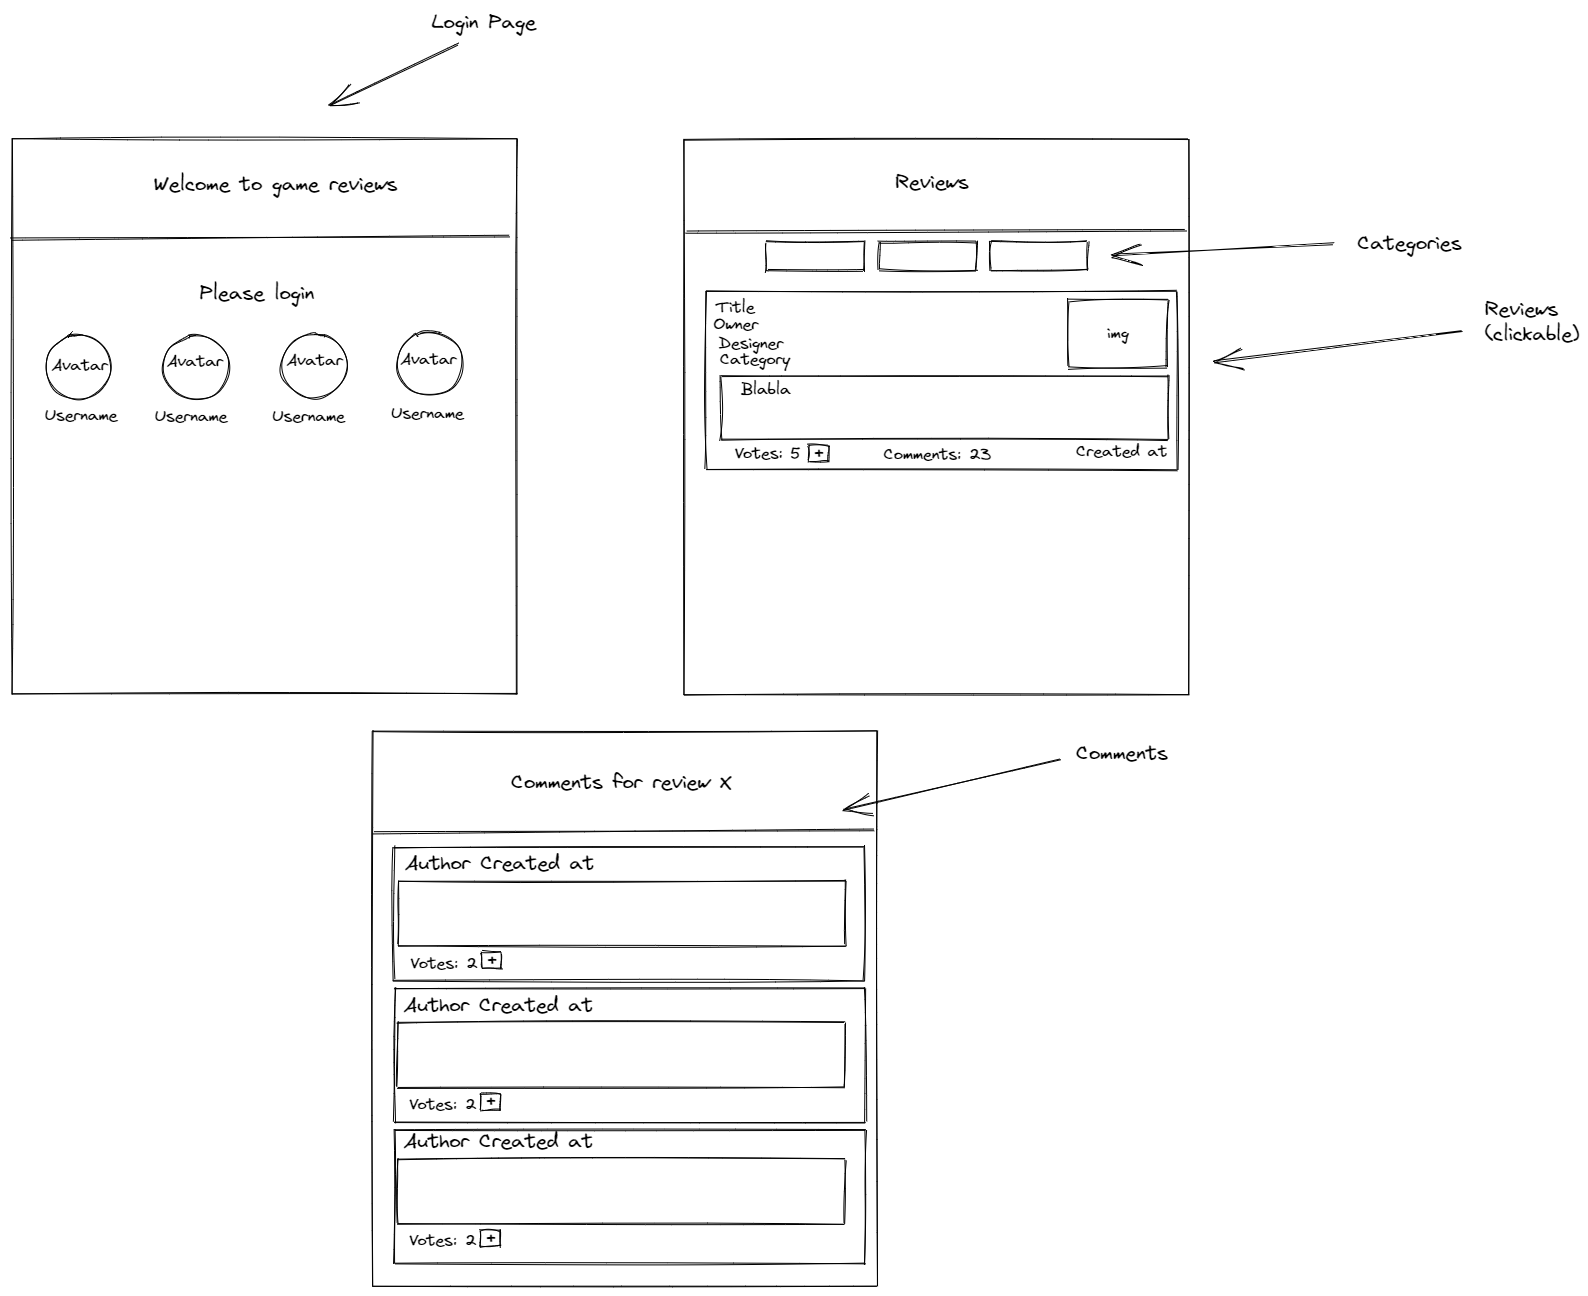 Login Page
Welcome to game reviews
Please login
Avatar Avatar Avatar Avatar
Username Username Username Username
Reviews
Categories
Reviews
(clickable)
Title
Owner
Designer
Category
img
Blabla
Votes: 5 + Comments: 23 Created at
Comments
Comments for review X
Author Created at
Votes: 2 +
Author Created at
Votes: 2 +
Author Created at
Votes: 2 +